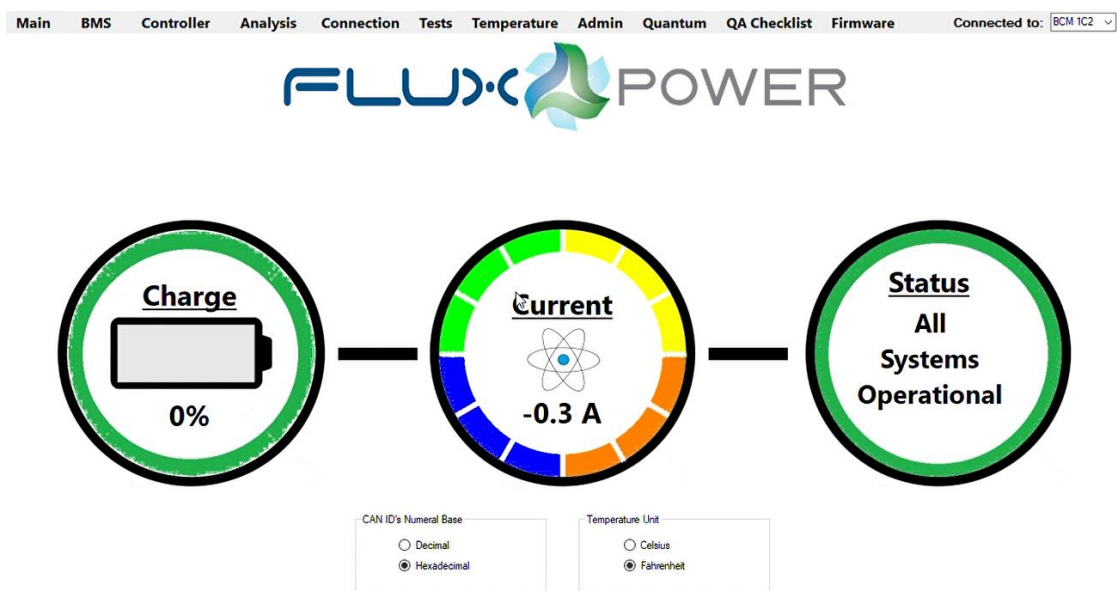 Main BMS Controller Analysis Connection Tests Temperature Admin Quantum QA Checklist Firmware Connected to: BCM 1C2
FLUX POWER
Charge
0%
Current
-0.3 A
Status
All
Systems
Operational
CAN ID's Numeral Base
Decimal
Hexadecimal
Temperature Unit
Celsius
Fahrenheit